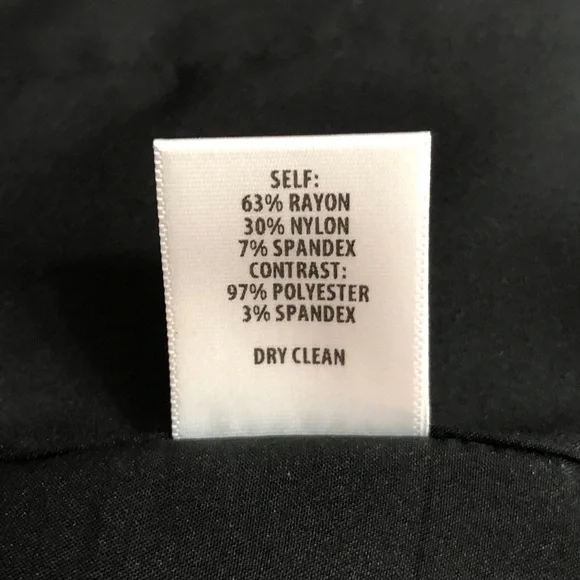 SELF:
63% RAYON
30% NYLON
7% SPANDEX
CONTRAST:
97% POLYESTER
3% SPANDEX
DRY CLEAN